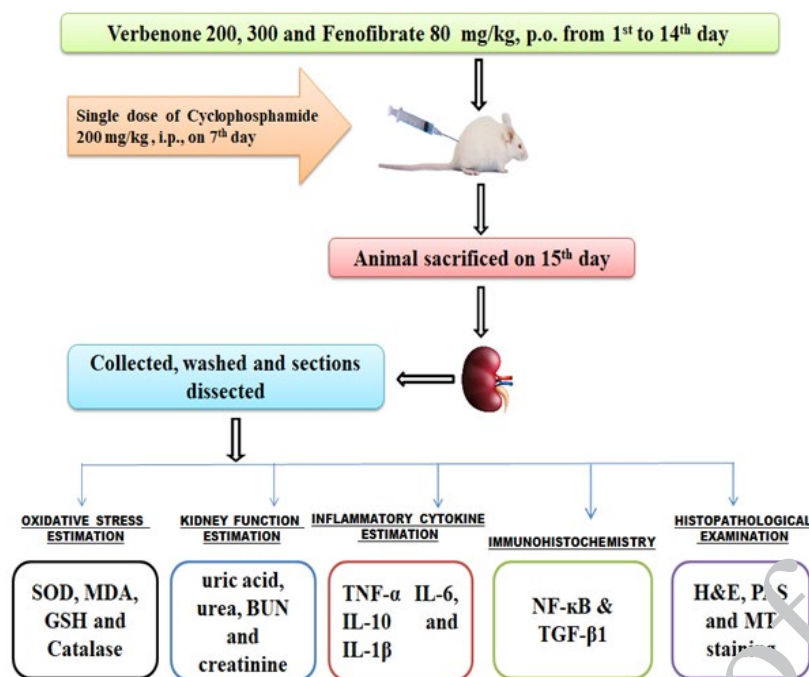 Verbenone 200, 300 and Fenofibrate 80 mg/kg, p.o. from 1st to 14th day
Single dose of Cyclophosphamide
200 mg/kg, i.p., on 7th day
Animal sacrificed on 15th day
Collected, washed and sections
dissected
OXIDATIVE STRESS
ESTIMATION
SOD, MDA,
GSH and
Catalase
KIDNEY FUNCTION
ESTIMATION
uric acid,
urea, BUN
and
creatinine
INFLAMMATORY CYTOKINE
ESTIMATION
TNF-α IL-6,
IL-10 and
IL-1β
IMMUNOHISTOCHEMISTRY
NF-κB &
TGF-β1
HISTOPATHOLOGICAL
EXAMINATION
H&E, PAS
and MT
staining